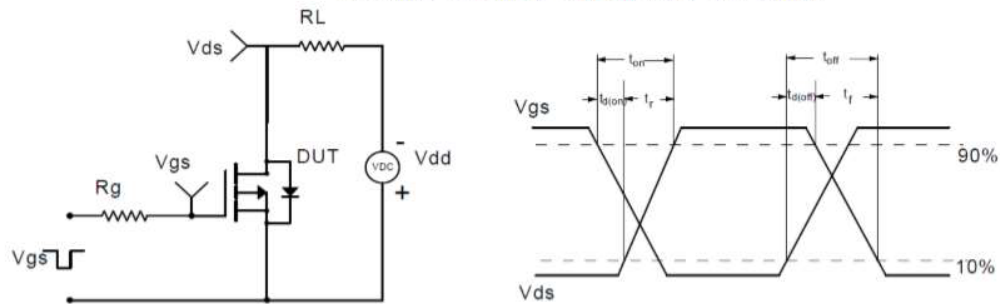 RL
Vds
Vgs
DUT
VDC
-
Vdd
+
Rg
Vgs
ton
toff
td(on)
tr
td(off)
tf
Vgs
90%
10%
Vds